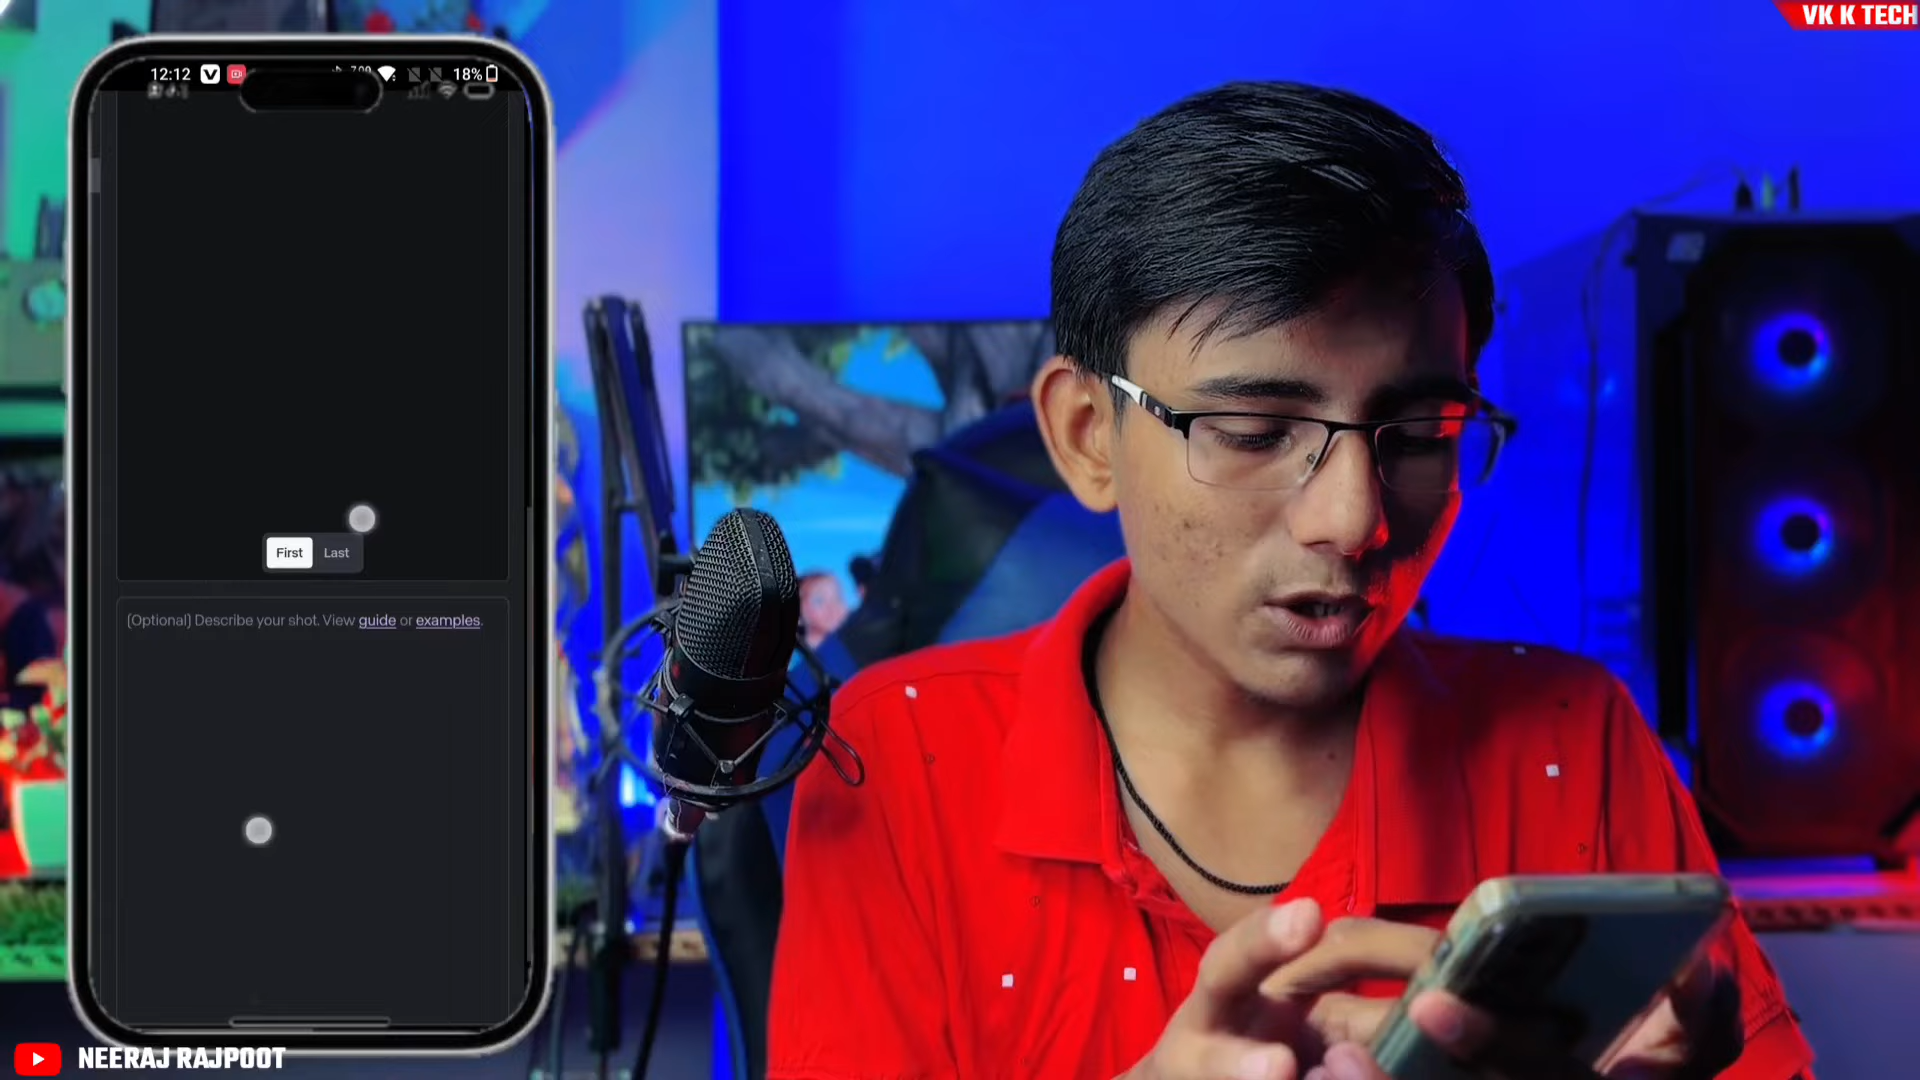 VK K TECH
12:12
18%
First Last
(Optional) Describe your shot. View guide or examples.
NEERAJ RAJPOOT